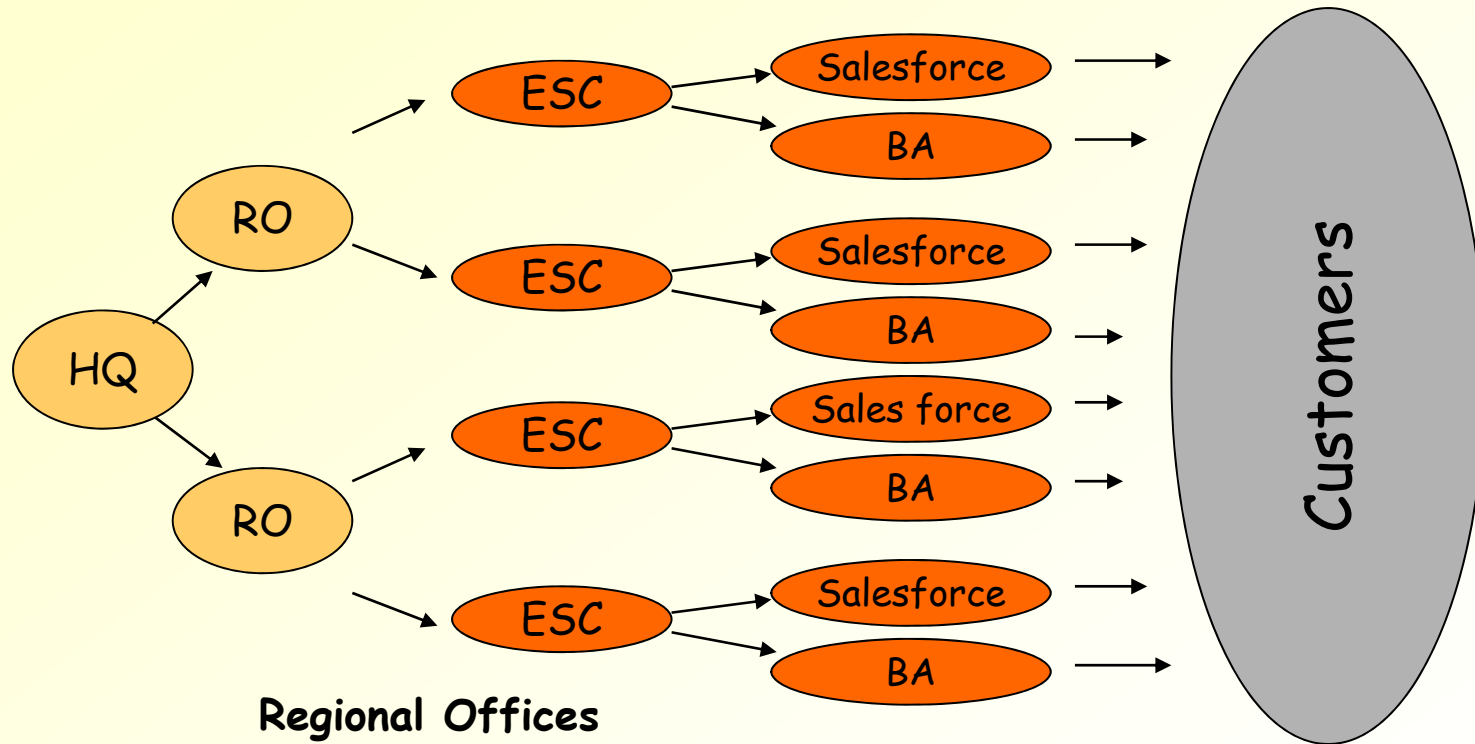 Salesforce
ESC
BA
RO
Salesforce
ESC
BA
HQ
Sales force
ESC
BA
RO
Salesforce
ESC
BA
Customers
Regional Offices